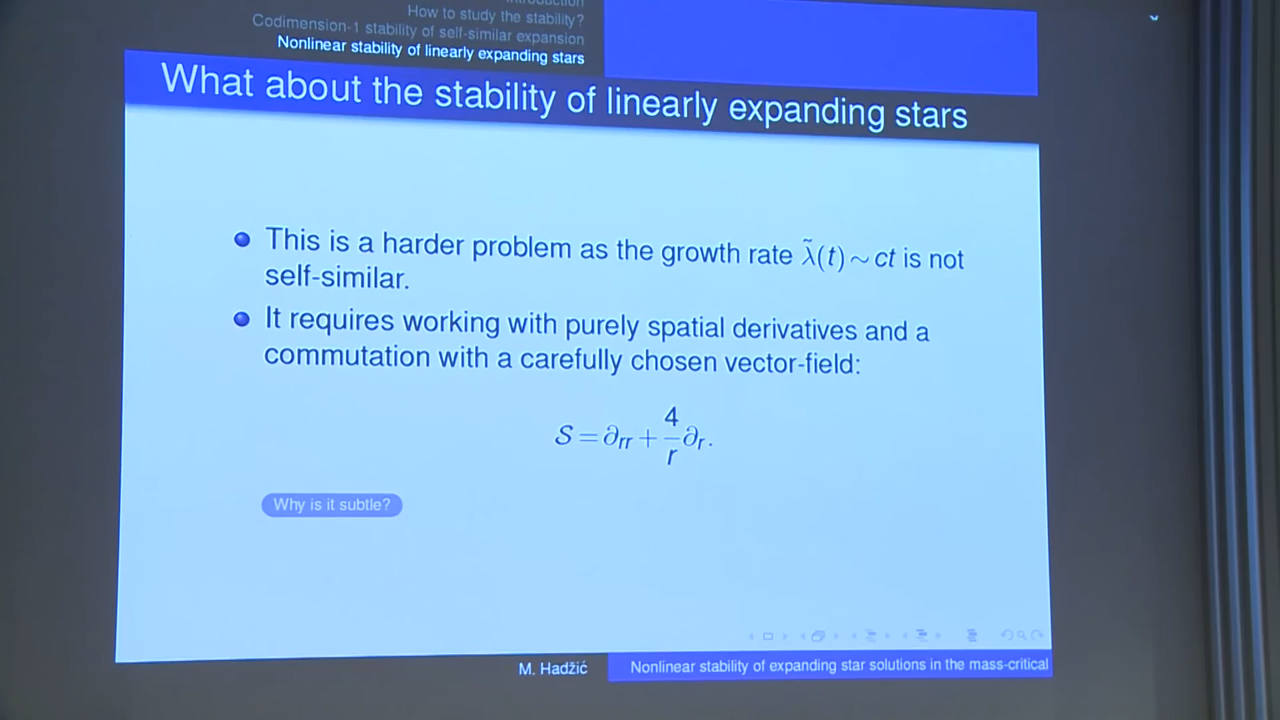 How to study the stability?
Codimension-1 stability of self-similar expansion
Nonlinear stability of linearly expanding stars
What about the stability of linearly expanding stars
This is a harder problem as the growth rate λ̃(t) ∼ ct is not
self-similar.
It requires working with purely spatial derivatives and a
commutation with a carefully chosen vector-field:
S = ∂rr + 4/r ∂r.
Why is it subtle?
M. Hadžić
Nonlinear stability of expanding star solutions in the mass-critical